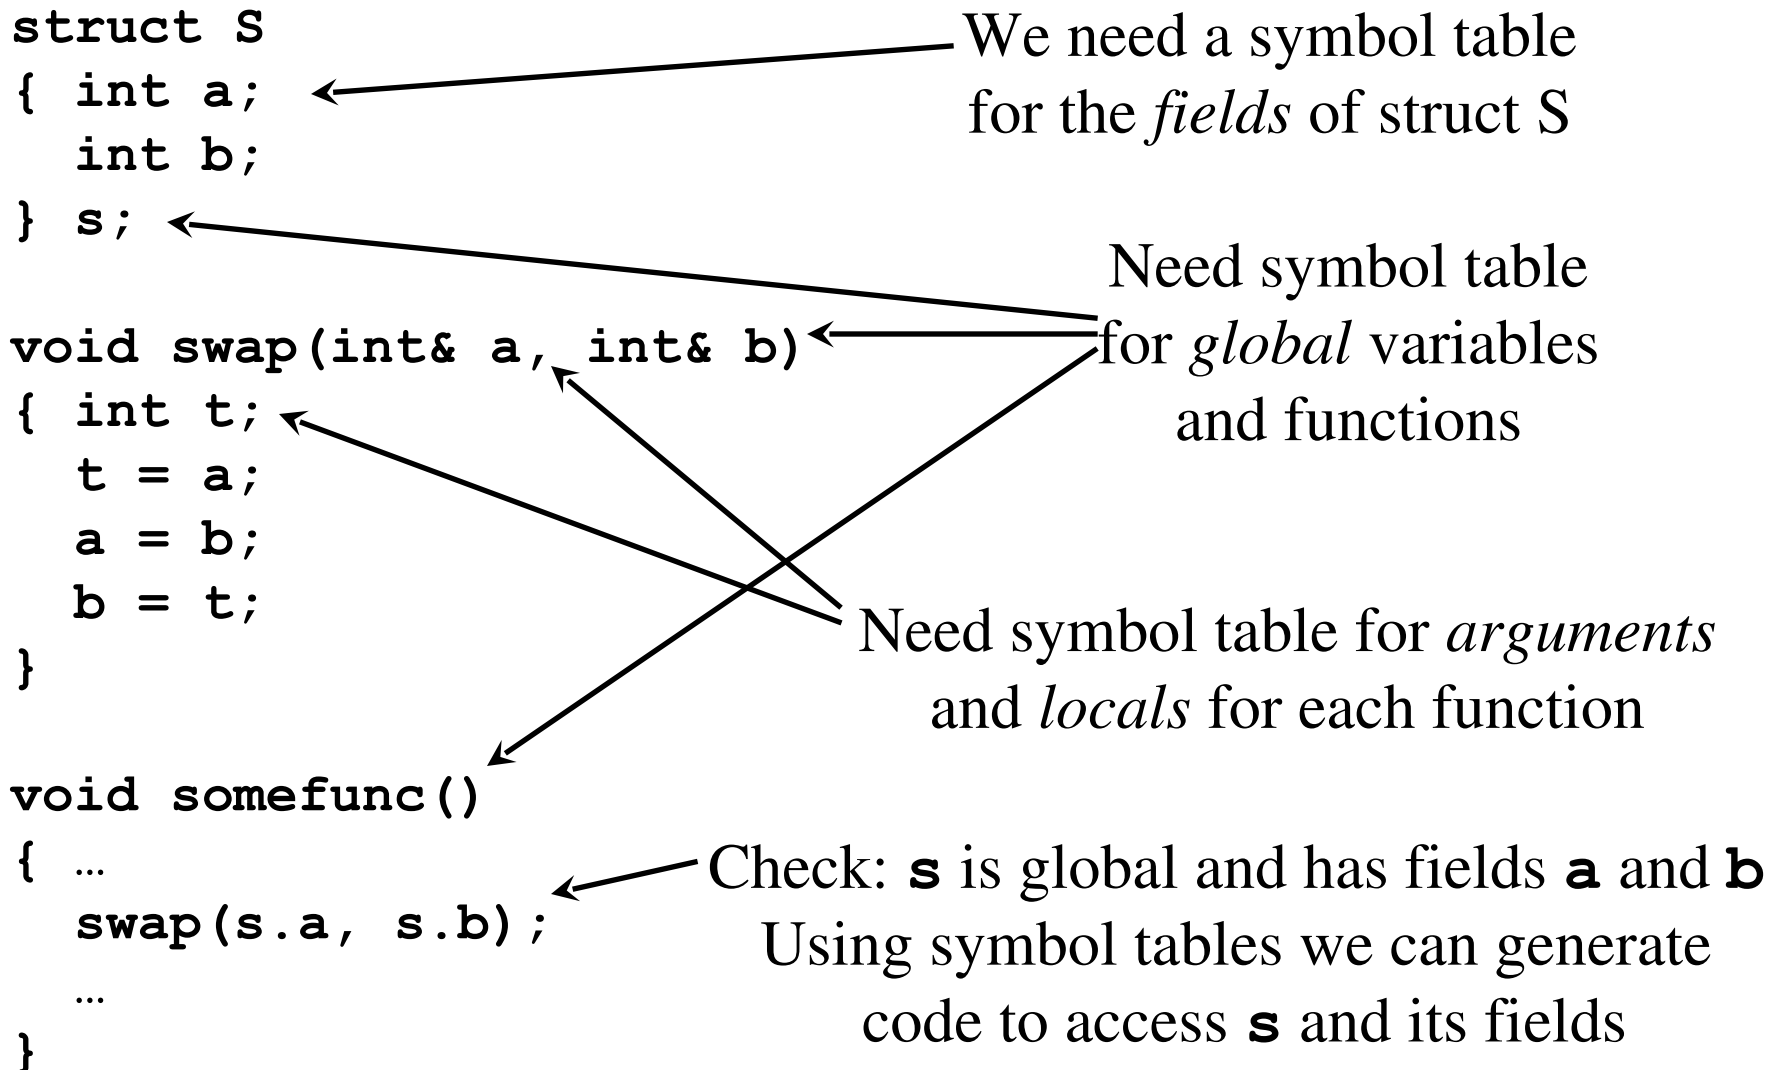 struct S
{ int a;
  int b;
} s;
We need a symbol table
for the fields of struct S
Need symbol table
for global variables
and functions
void swap(int& a, int& b)
{ int t;
  t = a;
  a = b;
  b = t;
}
Need symbol table for arguments
and locals for each function
void somefunc()
{ …
  swap(s.a, s.b);
  …
}
Check: s is global and has fields a and b
Using symbol tables we can generate
code to access s and its fields